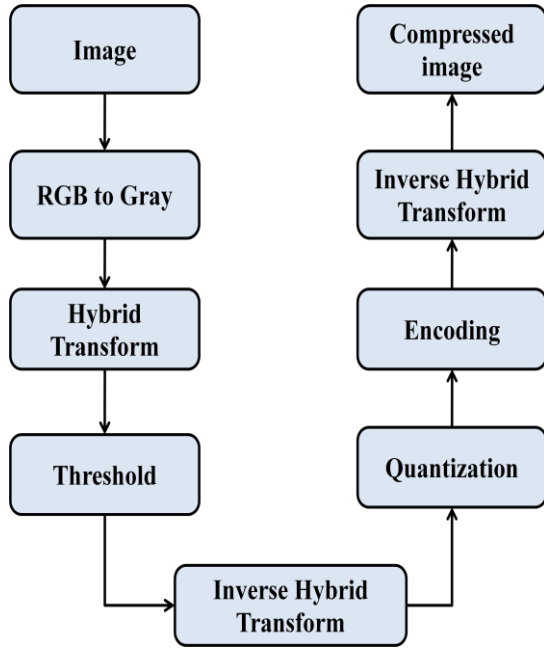 Image
RGB to Gray
Hybrid
Transform
Threshold
Inverse Hybrid
Transform
Quantization
Encoding
Inverse Hybrid
Transform
Compressed
image